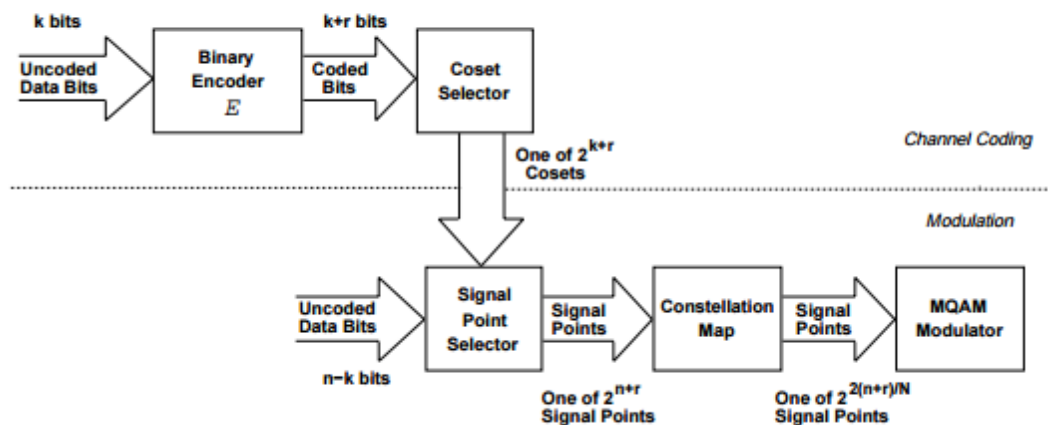 k bits
Uncoded
Data Bits
Binary
Encoder
E
k+r bits
Coded
Bits
Coset
Selector
One of 2^k+r
Cosets
Channel Coding
Modulation
Uncoded
Data Bits
n−k bits
Signal
Point
Selector
Signal
Points
One of 2^n+r
Signal Points
Constellation
Map
Signal
Points
One of 2^2(n+r)/N
Signal Points
MQAM
Modulator